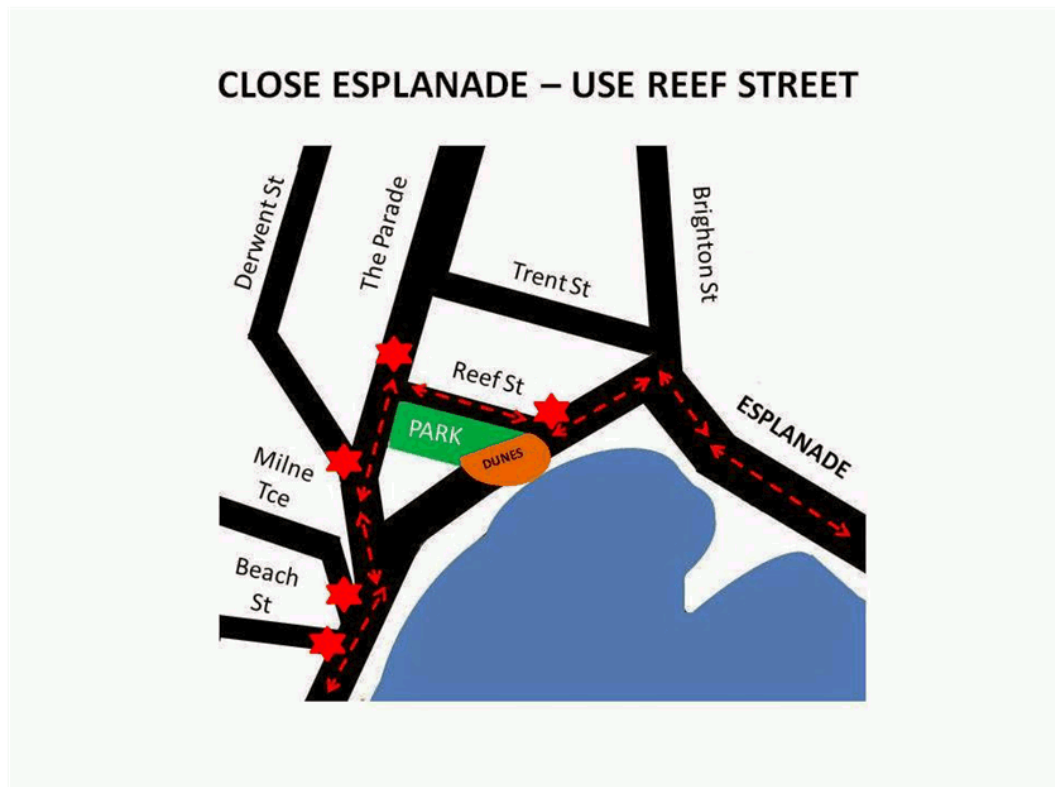 CLOSE ESPLANADE – USE REEF STREET
Derwent St
The Parade
Brighton St
Trent St
Reef St
ESPLANADE
PARK
DUNES
Milne
Tce
Beach
St